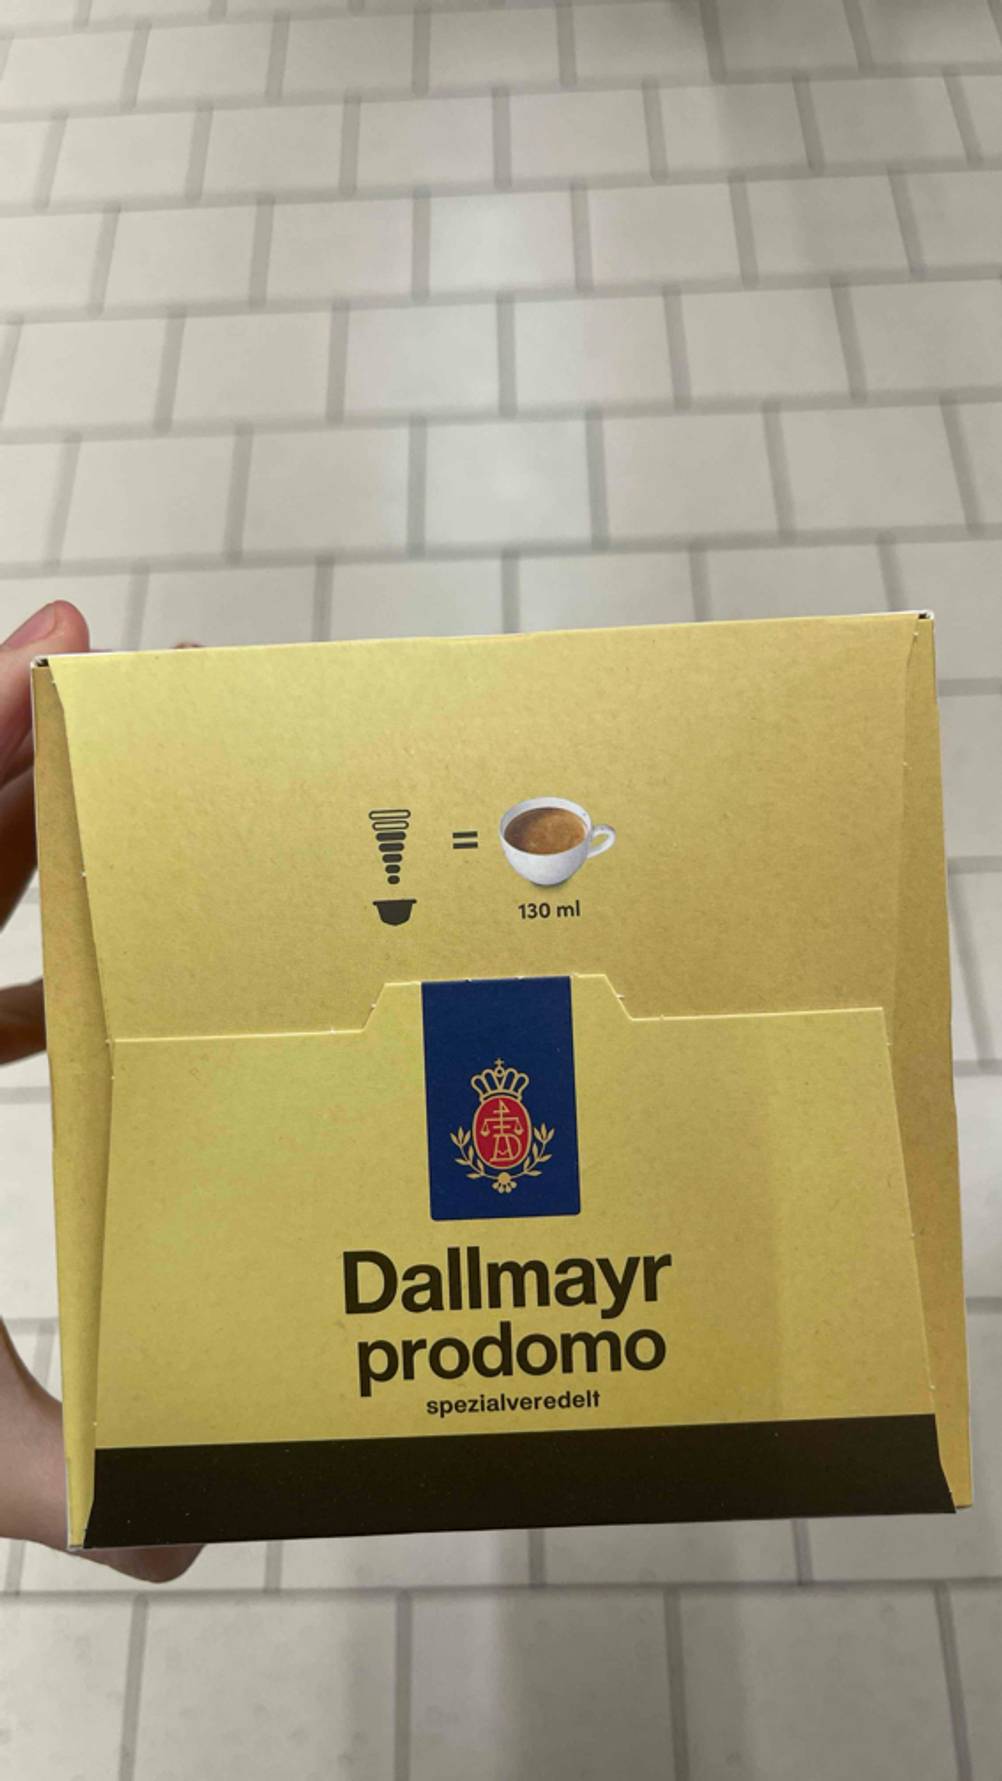 =
130 ml
Dallmayr
prodomo
spezialveredelt